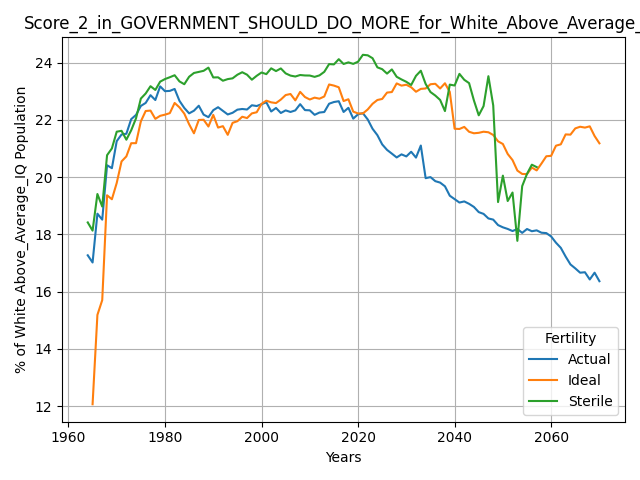 Score_2_in_GOVERNMENT_SHOULD_DO_MORE_for_White_Above_Average_
% of White Above_Average_IQ Population
24
22
20
18
16
14
12
1960
1980
2000
2020
2040
2060
Years
Fertility
Actual
Ideal
Sterile